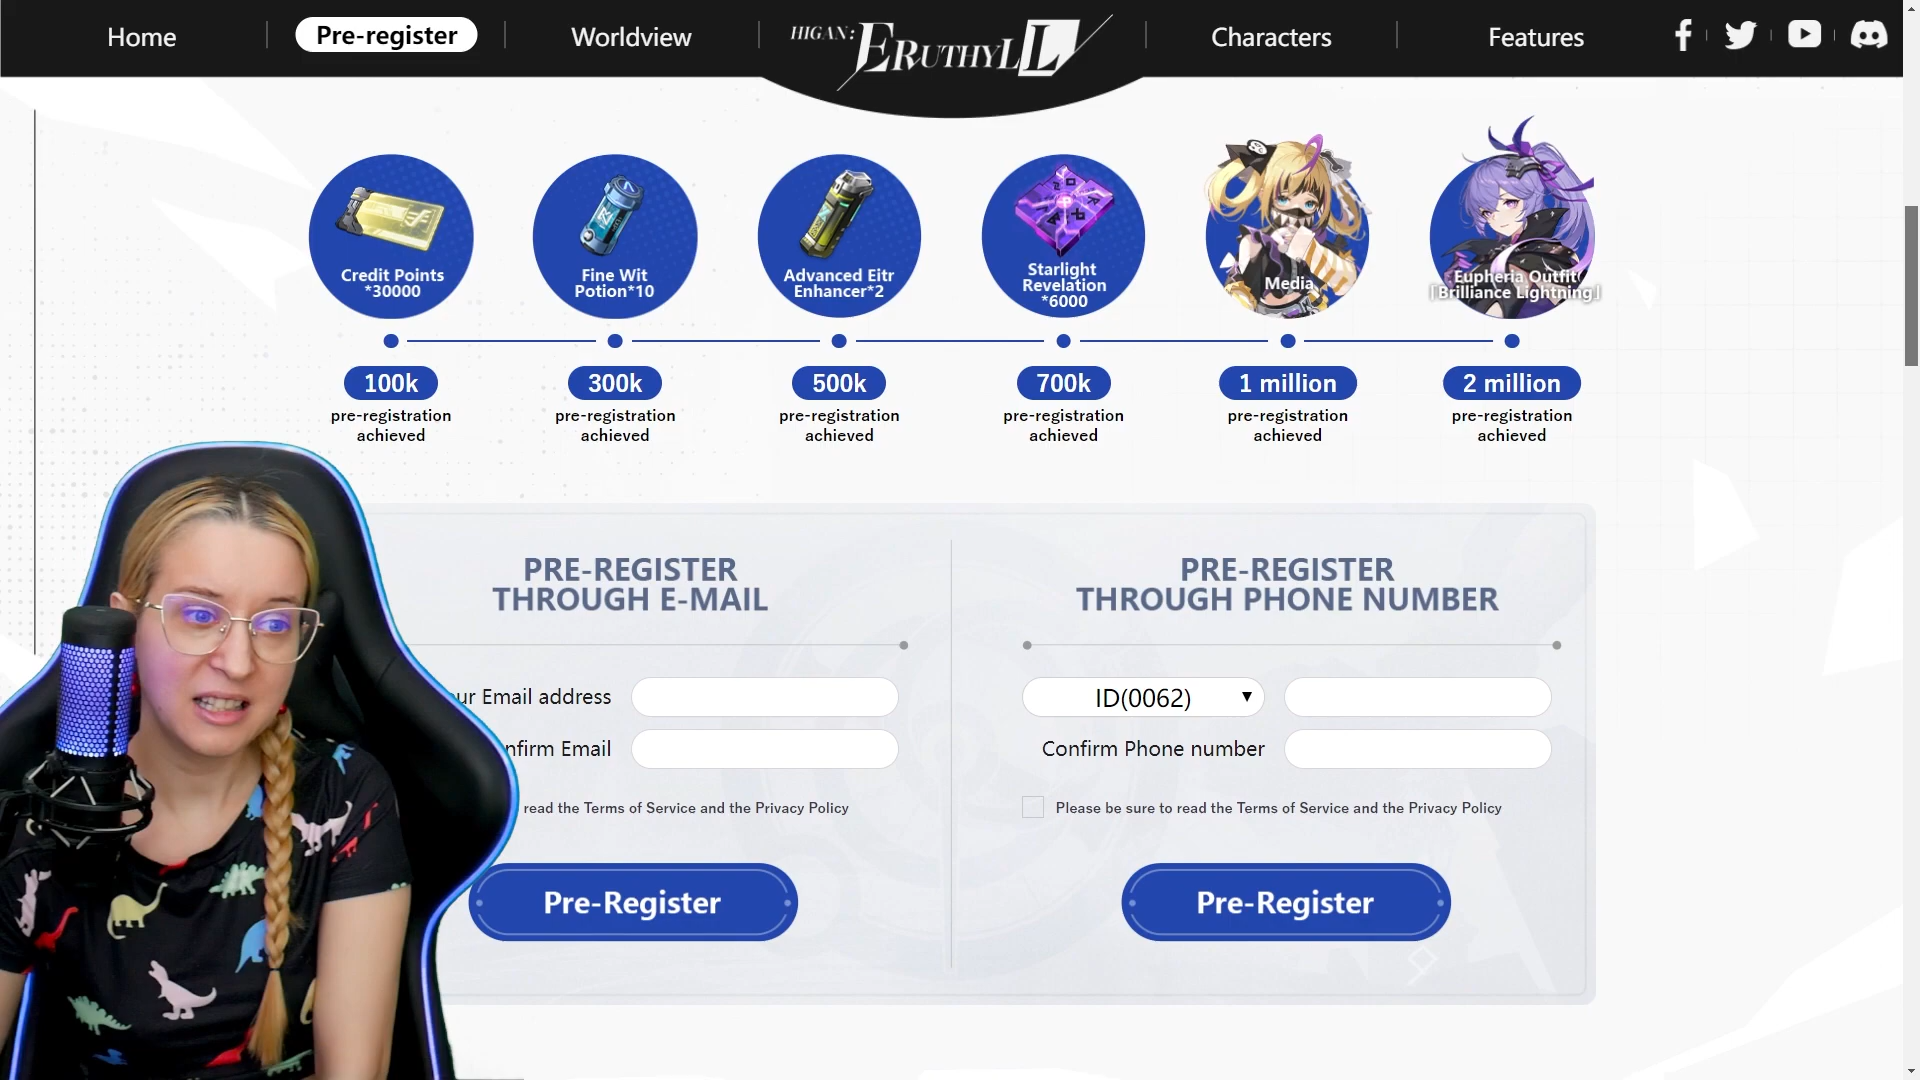 Home
Pre-register
Worldview
HIGAN:
ERUTHYLL
Characters
Features
Credit Points
*30000
Fine Wit
Potion*10
Advanced Eitr
Enhancer*2
Starlight
Revelation
*6000
Media
Eupheria Outfit
「Brilliance Lightning」
100k
pre-registration
achieved
300k
pre-registration
achieved
500k
pre-registration
achieved
700k
pre-registration
achieved
1 million
pre-registration
achieved
2 million
pre-registration
achieved
PRE-REGISTER
THROUGH E-MAIL
ur Email address
nfirm Email
read the Terms of Service and the Privacy Policy
Pre-Register
PRE-REGISTER
THROUGH PHONE NUMBER
ID(0062)
Confirm Phone number
Please be sure to read the Terms of Service and the Privacy Policy
Pre-Register